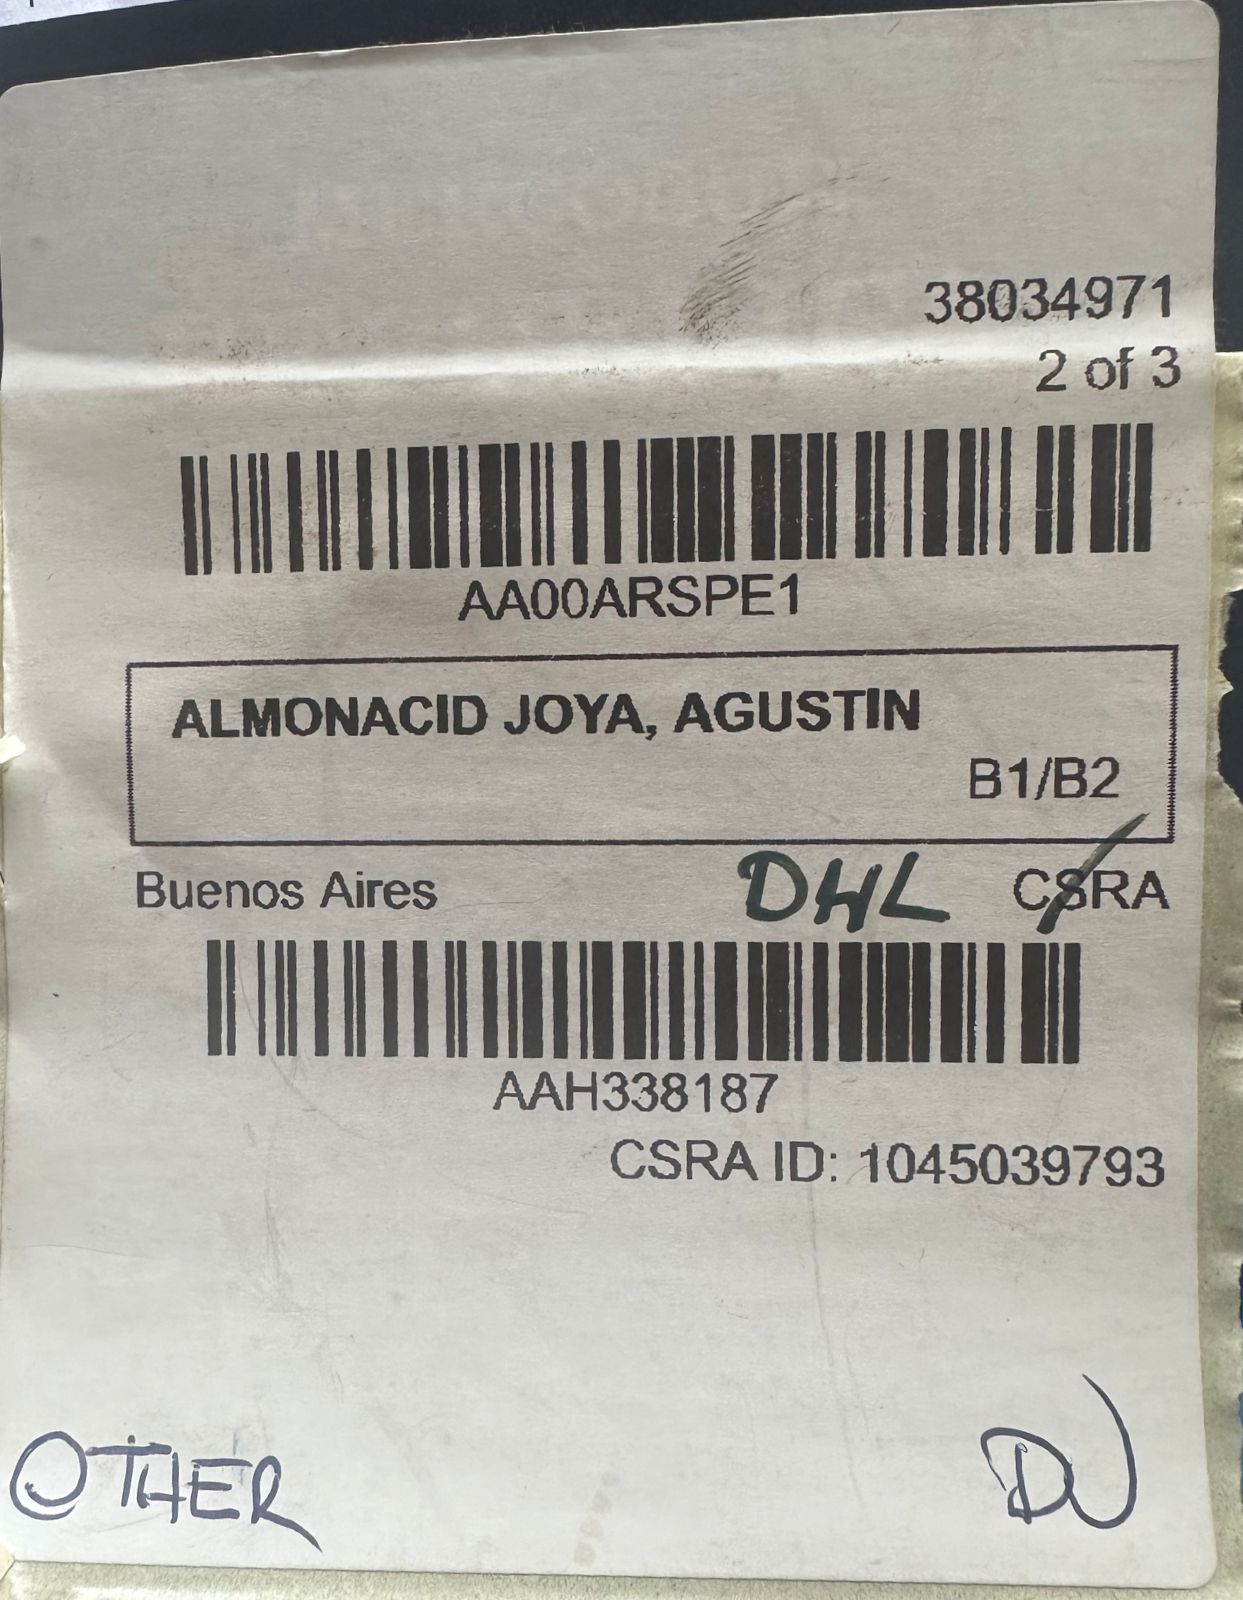 38034971
2 of 3
AA00ARSPE1
ALMONACID JOYA, AGUSTIN
B1/B2
Buenos Aires DHL CSRA
AAH338187
CSRA ID: 1045039793
OTHER DJ